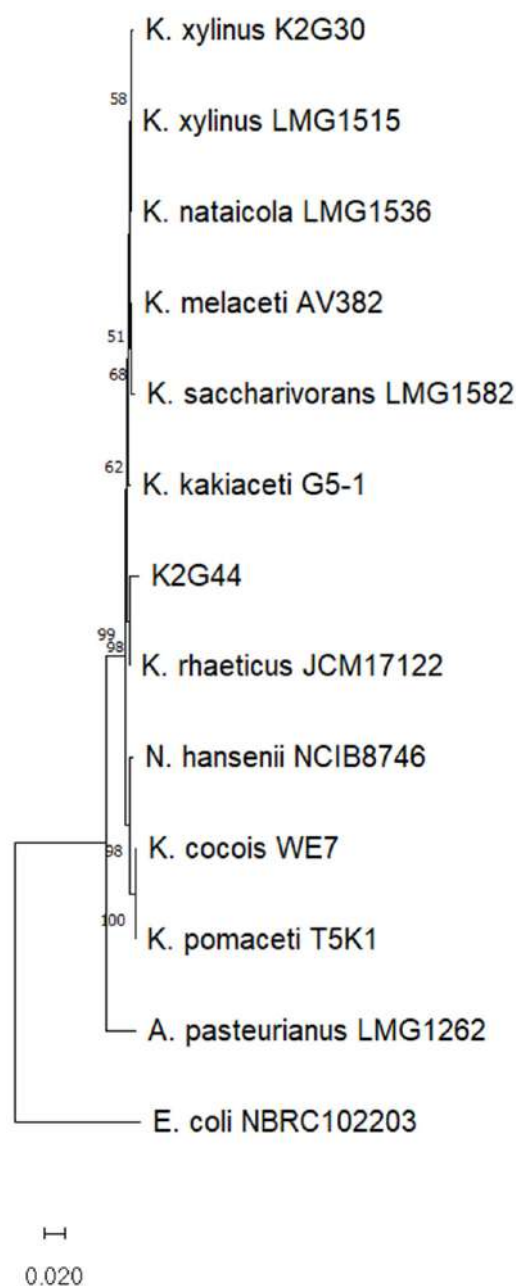 K. xylinus K2G30
58
K. xylinus LMG1515
K. nataicola LMG1536
K. melaceti AV382
51
68
K. saccharivorans LMG1582
62
K. kakiaceti G5-1
K2G44
99
98
K. rhaeticus JCM17122
N. hansenii NCIB8746
98
K. cocois WE7
100
K. pomaceti T5K1
A. pasteurianus LMG1262
E. coli NBRC102203
0.020